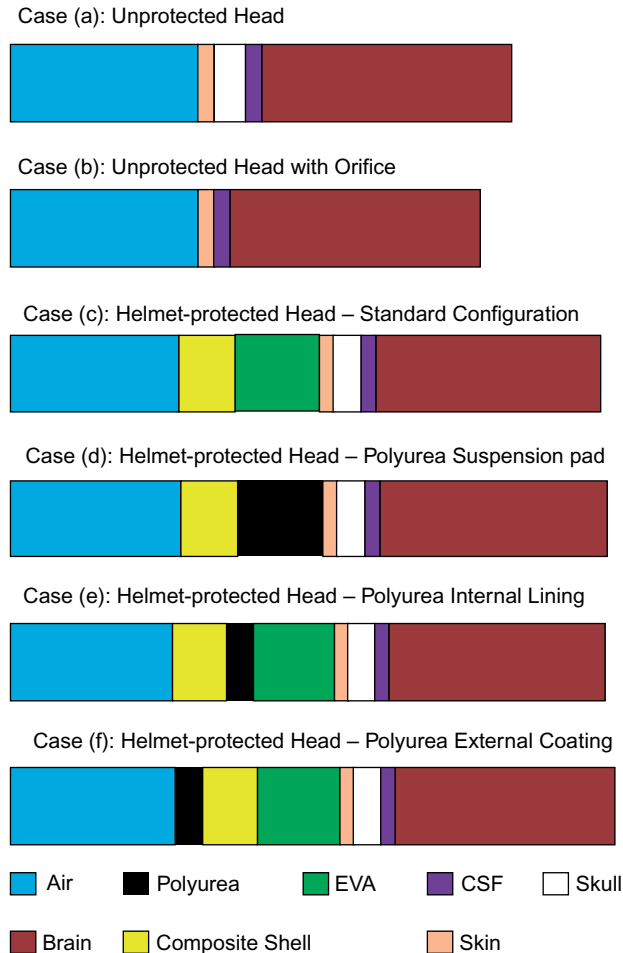 Case (a): Unprotected Head
Case (b): Unprotected Head with Orifice
Case (c): Helmet-protected Head – Standard Configuration
Case (d): Helmet-protected Head – Polyurea Suspension pad
Case (e): Helmet-protected Head – Polyurea Internal Lining
Case (f): Helmet-protected Head – Polyurea External Coating
Air Polyurea EVA CSF Skull
Brain Composite Shell Skin